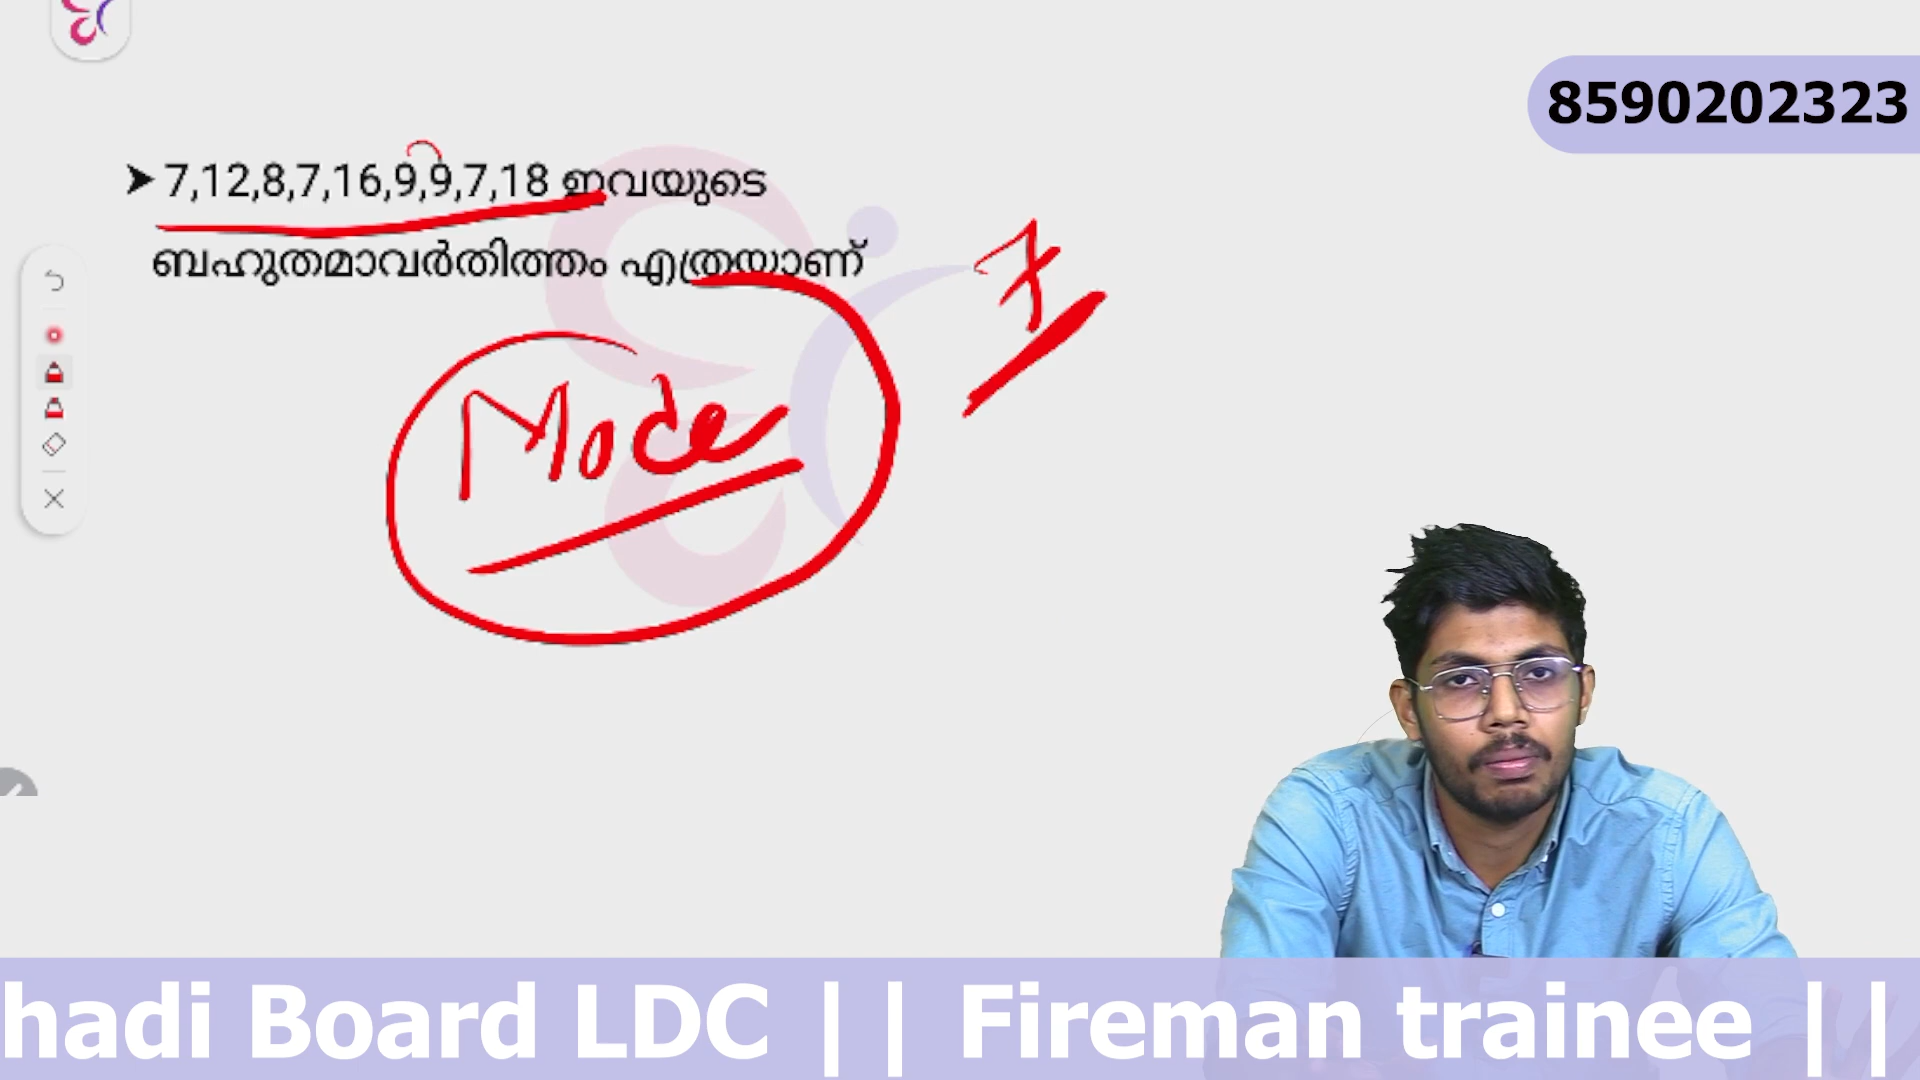 8590202323
➤ 7,12,8,7,16,9,9,7,18 ഇവയുടെ
ബഹുതമാവർതിത്തം എത്രയാണ്
7
Mode
hadi Board LDC || Fireman trainee ||